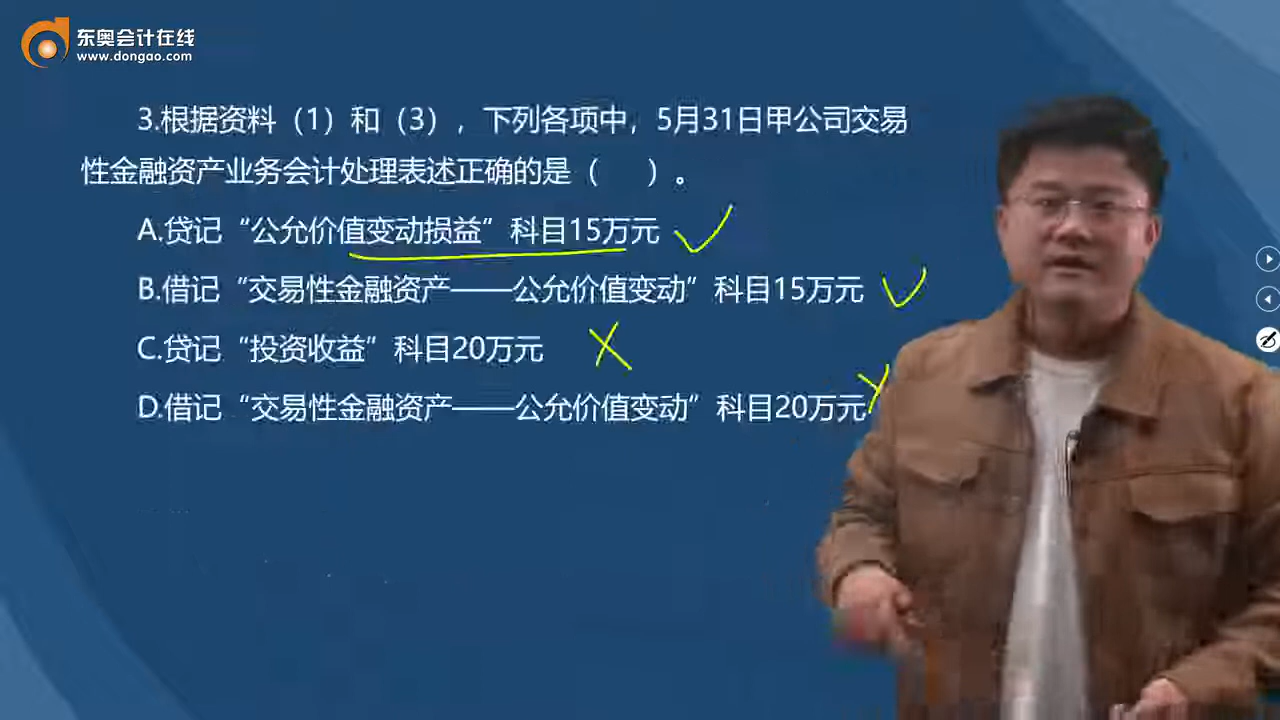 东奥会计在线
www.dongao.com
3.根据资料（1）和（3），下列各项中，5月31日甲公司交易
性金融资产业务会计处理表述正确的是（　）。
A.贷记“公允价值变动损益”科目15万元
B.借记“交易性金融资产——公允价值变动”科目15万元
C.贷记“投资收益”科目20万元
D.借记“交易性金融资产——公允价值变动”科目20万元